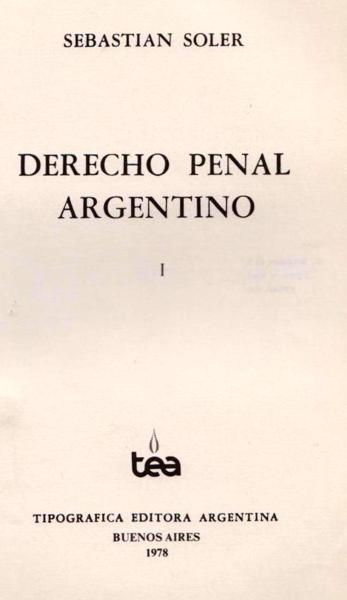 SEBASTIAN SOLER
DERECHO PENAL
ARGENTINO
I
tea
TIPOGRAFICA EDITORA ARGENTINA
BUENOS AIRES
1978